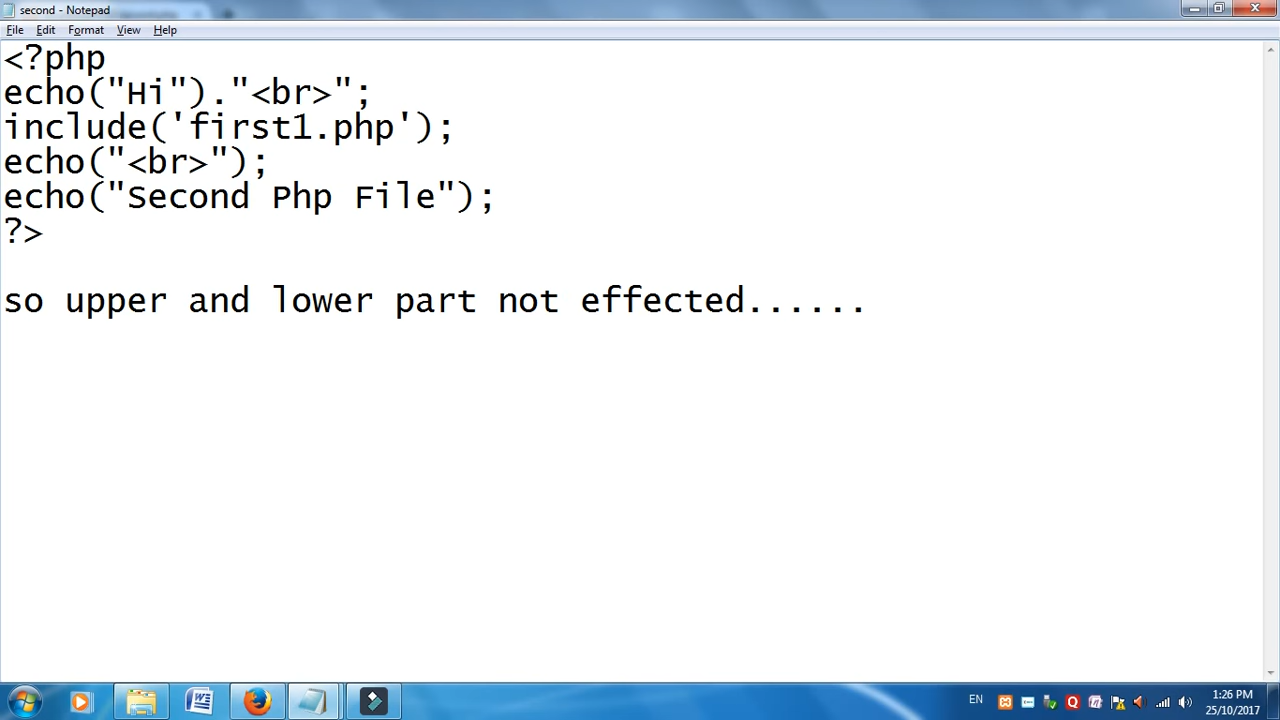 second - Notepad
File Edit Format View Help
<?php
echo("Hi")."<br>";
include('first1.php');
echo("<br>");
echo("Second Php File");
?>
so upper and lower part not effected......
EN
1:26 PM
25/10/2017